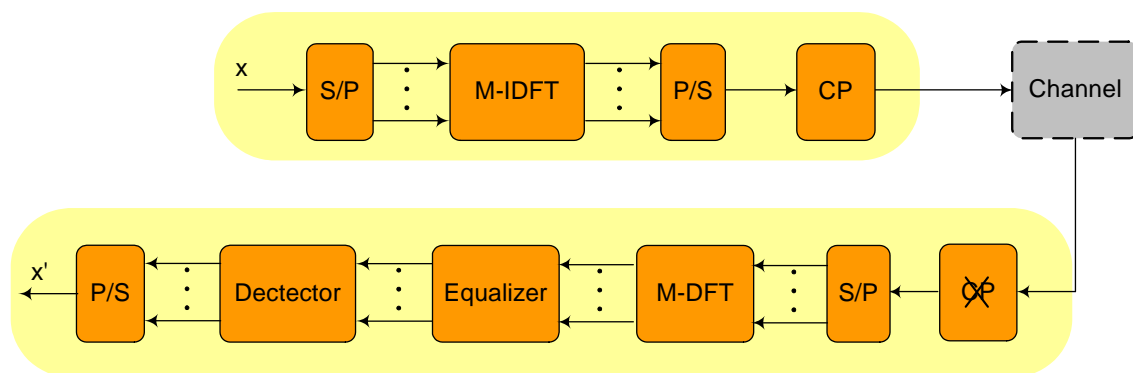 x
S/P
M-IDFT
P/S
CP
Channel
x'
P/S
Dectector
Equalizer
M-DFT
S/P
CP